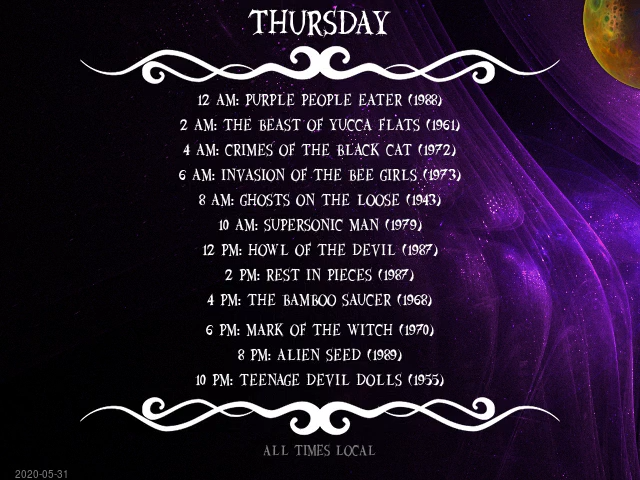 THURSDAY
12 AM: PURPLE PEOPLE EATER (1988)
2 AM: THE BEAST OF YUCCA FLATS (1961)
4 AM: CRIMES OF THE BLACK CAT (1972)
6 AM: INVASION OF THE BEE GIRLS (1973)
8 AM: GHOSTS ON THE LOOSE (1943)
10 AM: SUPERSONIC MAN (1979)
12 PM: HOWL OF THE DEVIL (1987)
2 PM: REST IN PIECES (1987)
4 PM: THE BAMBOO SAUCER (1968)
6 PM: MARK OF THE WITCH (1970)
8 PM: ALIEN SEED (1989)
10 PM: TEENAGE DEVIL DOLLS (1955)
ALL TIMES LOCAL
2020-05-31